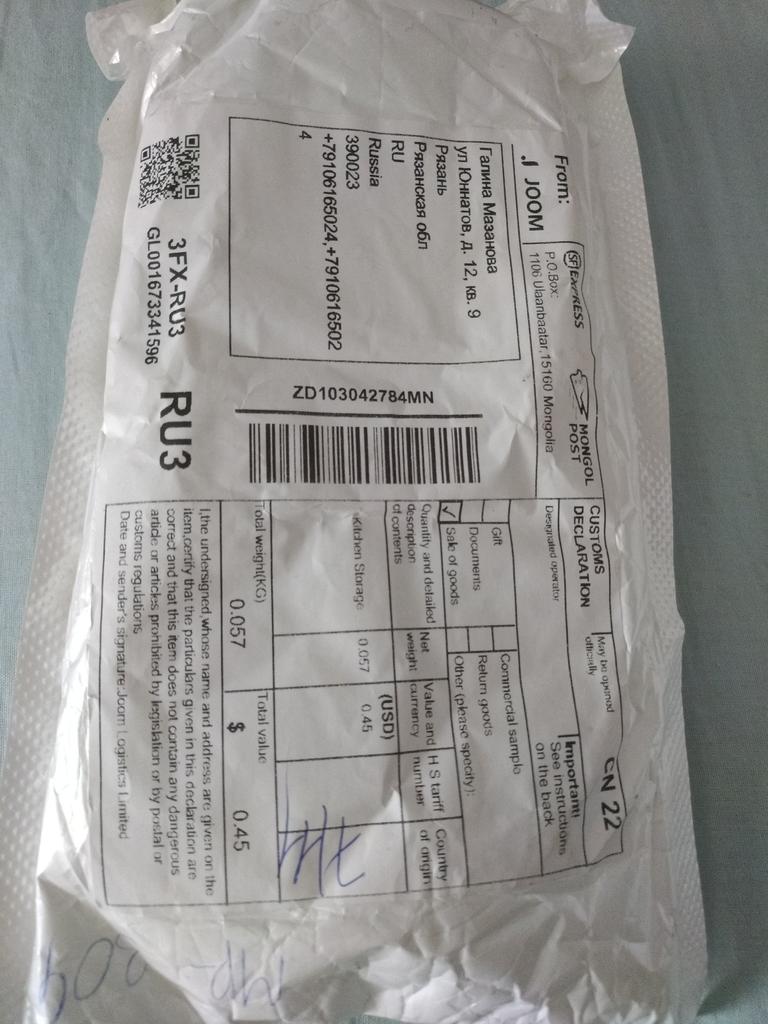 From:
JOOM
SF EXPRESS
MONGOL
POST
P.O.Box:
1106 Ulaanbaatar,15160 Mongolia
Галина Мазанова
ул Юннатов, д. 12, кв. 9
Рязань
Рязанская обл
RU
Russia
390023
+79106165024,+7910616502
4
3FX-RU3
GL001673341596
RU3
ZD103042784MN
CUSTOMS
DECLARATION
May be opened
officially
CN 22
Designated operator
Important!
See instructions
on the back
Gift
Commercial sample
Documents
Return goods
✓ Sale of goods
Other (please specify):
Quantity and detailed
description
of contents
Net
weight
Value and
currency
H S tariff
number
Country
of origin
(USD)
Kitchen Storage
0.057
0.45
Total weight(KG)
Total value
0.057
$
0.45
I,the undersigned,whose name and address are given on the
item,certify that the particulars given in this declaration are
correct and that this item does not contain any dangerous
article or articles prohibited by legislation or by postal or
customs regulations
Date and sender's signature:Joom Logistics Limited